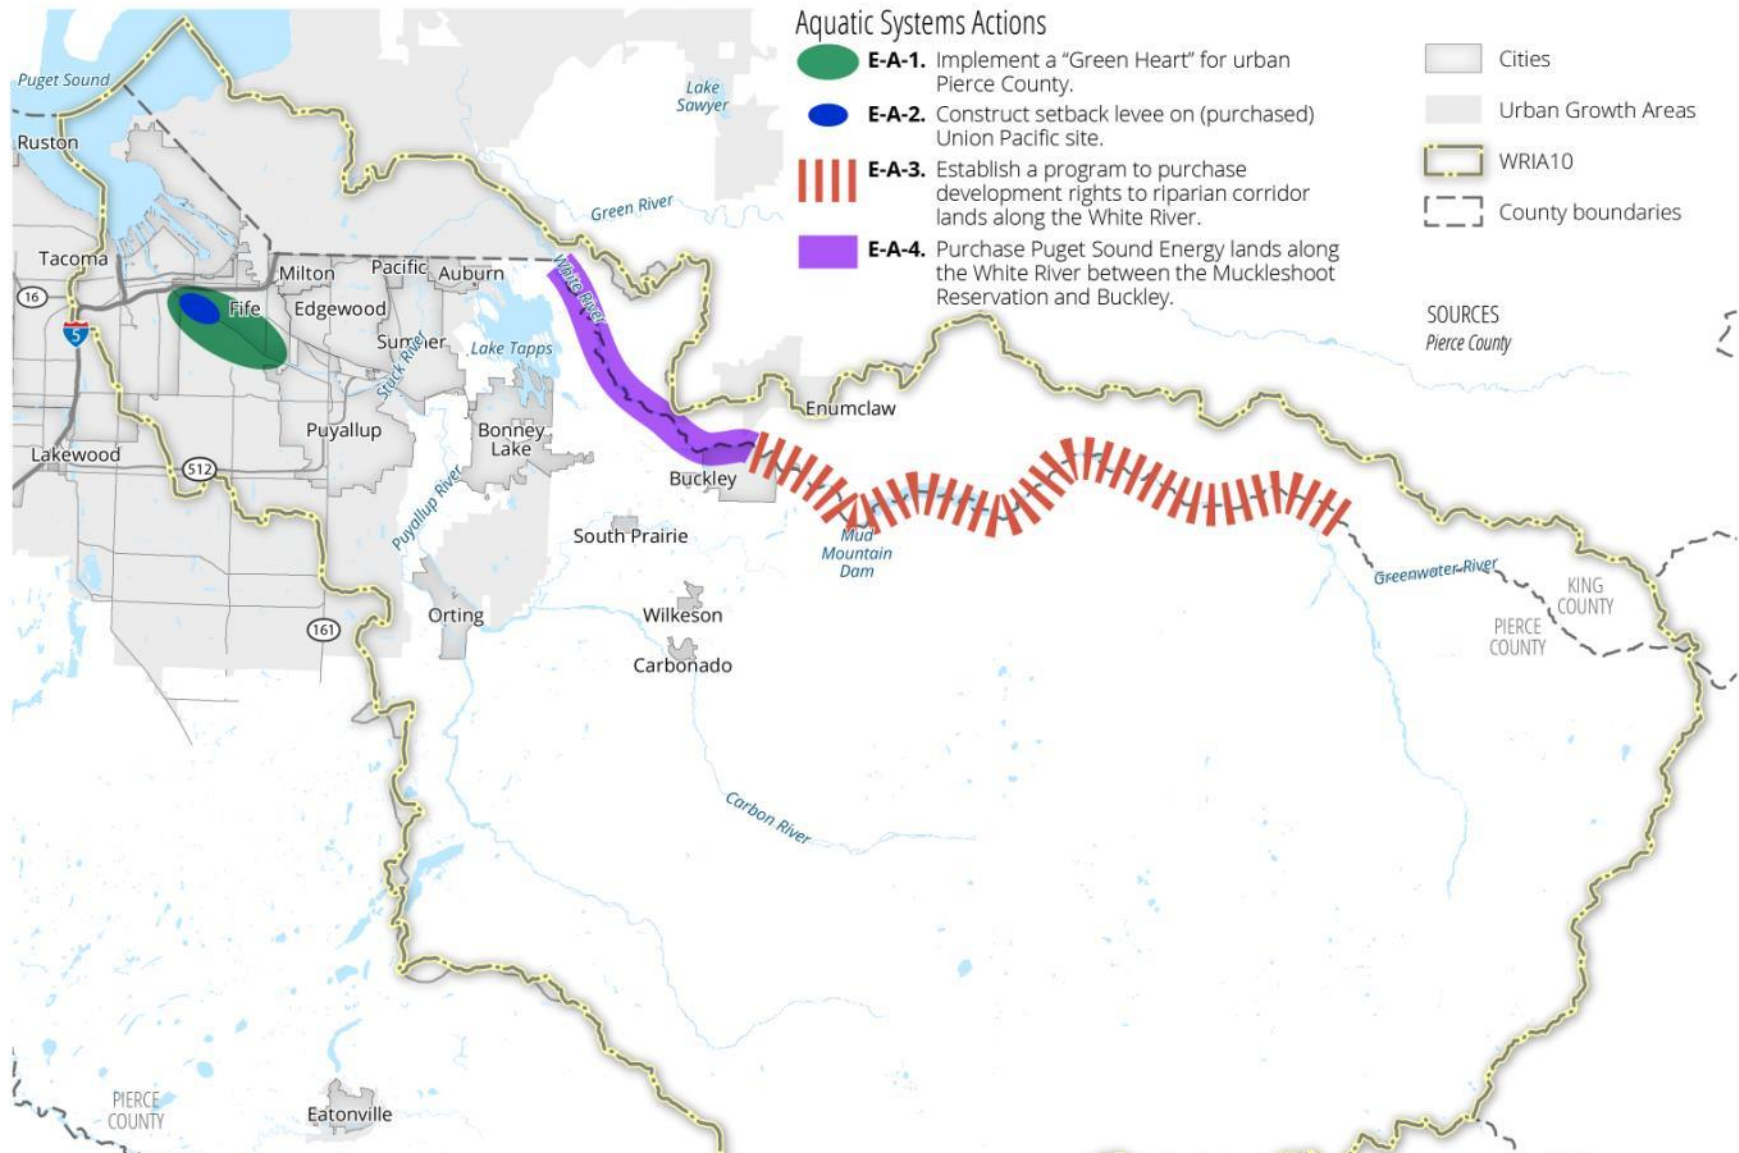 Aquatic Systems Actions
E-A-1. Implement a “Green Heart” for urban
Pierce County.
E-A-2. Construct setback levee on (purchased)
Union Pacific site.
E-A-3. Establish a program to purchase
development rights to riparian corridor
lands along the White River.
E-A-4. Purchase Puget Sound Energy lands along
the White River between the Muckleshoot
Reservation and Buckley.
Cities
Urban Growth Areas
WRIA10
County boundaries
SOURCES
Pierce County
Puget Sound
Ruston
Lake
Sawyer
Green River
Tacoma
Milton
Pacific
Auburn
White River
16
5
Fife
Edgewood
Sumner
Stuck River
Lake Tapps
Enumclaw
Puyallup
Bonney
Lake
Lakewood
512
Buckley
Puyallup River
South Prairie
Mud
Mountain
Dam
Greenwater River
KING
COUNTY
PIERCE
COUNTY
Orting
161
Wilkeson
Carbonado
Carbon River
PIERCE
COUNTY
Eatonville